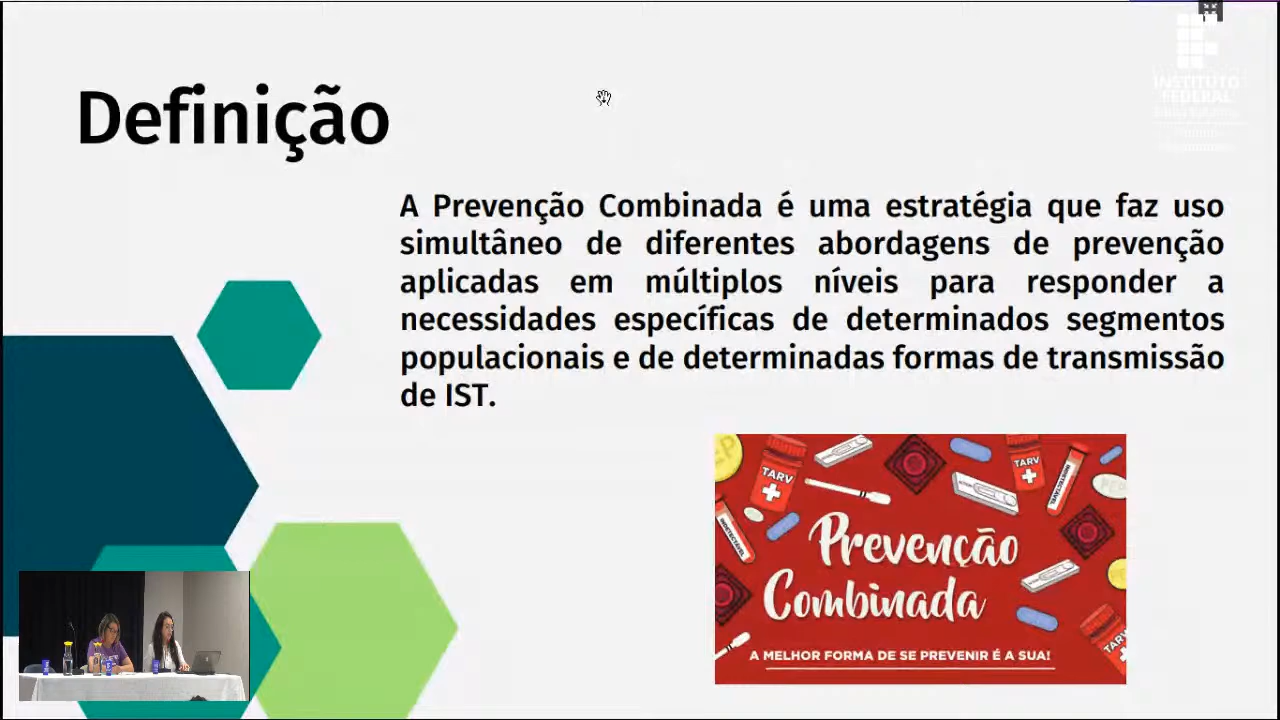 INSTITUTO
FEDERAL
Definição
A Prevenção Combinada é uma estratégia que faz uso
simultâneo de diferentes abordagens de prevenção
aplicadas em múltiplos níveis para responder a
necessidades específicas de determinados segmentos
populacionais e de determinadas formas de transmissão
de IST.
TARV
TARV
INDETECTÁVEL
INDETECTÁVEL
Prevenção
Combinada
A MELHOR FORMA DE SE PREVENIR É A SUA!